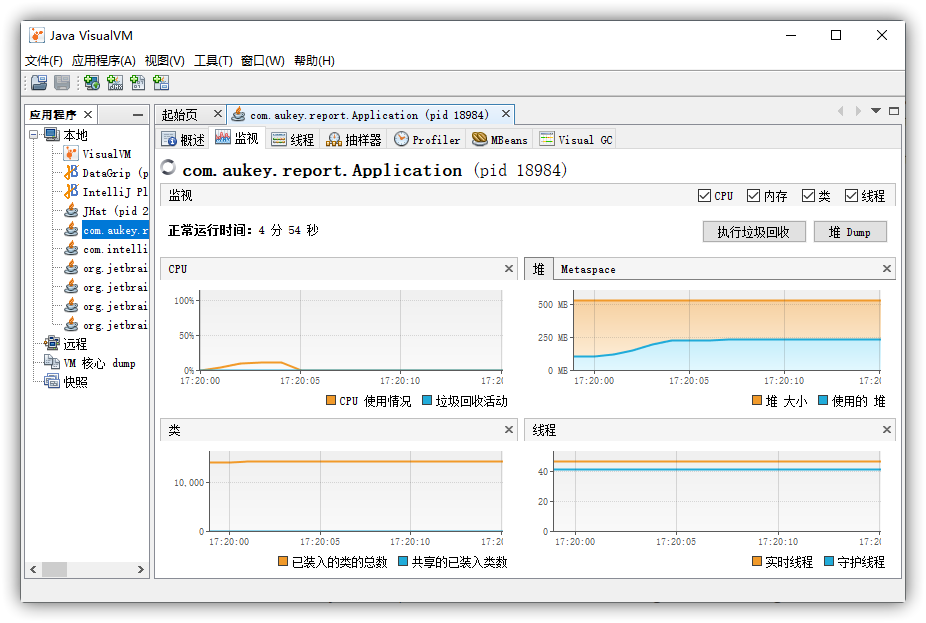 Java VisualVM
文件(F) 应用程序(A) 视图(V) 工具(T) 窗口(W) 帮助(H)
应用程序
本地
VisualVM
DataGrip (p
IntelliJ Pl
JHat (pid 2
com.aukey.r
com.intelli
org.jetbrai
org.jetbrai
org.jetbrai
org.jetbrai
远程
VM 核心 dump
快照
起始页 com.aukey.report.Application (pid 18984)
概述 监视 线程 抽样器 Profiler MBeans Visual GC
com.aukey.report.Application (pid 18984)
监视 CPU 内存 类 线程
正常运行时间: 4 分 54 秒 执行垃圾回收 堆 Dump
CPU
100%
50%
0%
17:20:00 17:20:05 17:20:10 17:20
CPU 使用情况 垃圾回收活动
堆 Metaspace
500 MB
250 MB
0 MB
17:20:00 17:20:05 17:20:10 17:20
堆 大小 使用的 堆
类
10,000
0
17:20:00 17:20:05 17:20:10 17:20
已装入的类的总数 共享的已装入类数
线程
40
20
0
17:20:00 17:20:05 17:20:10 17:20
实时线程 守护线程